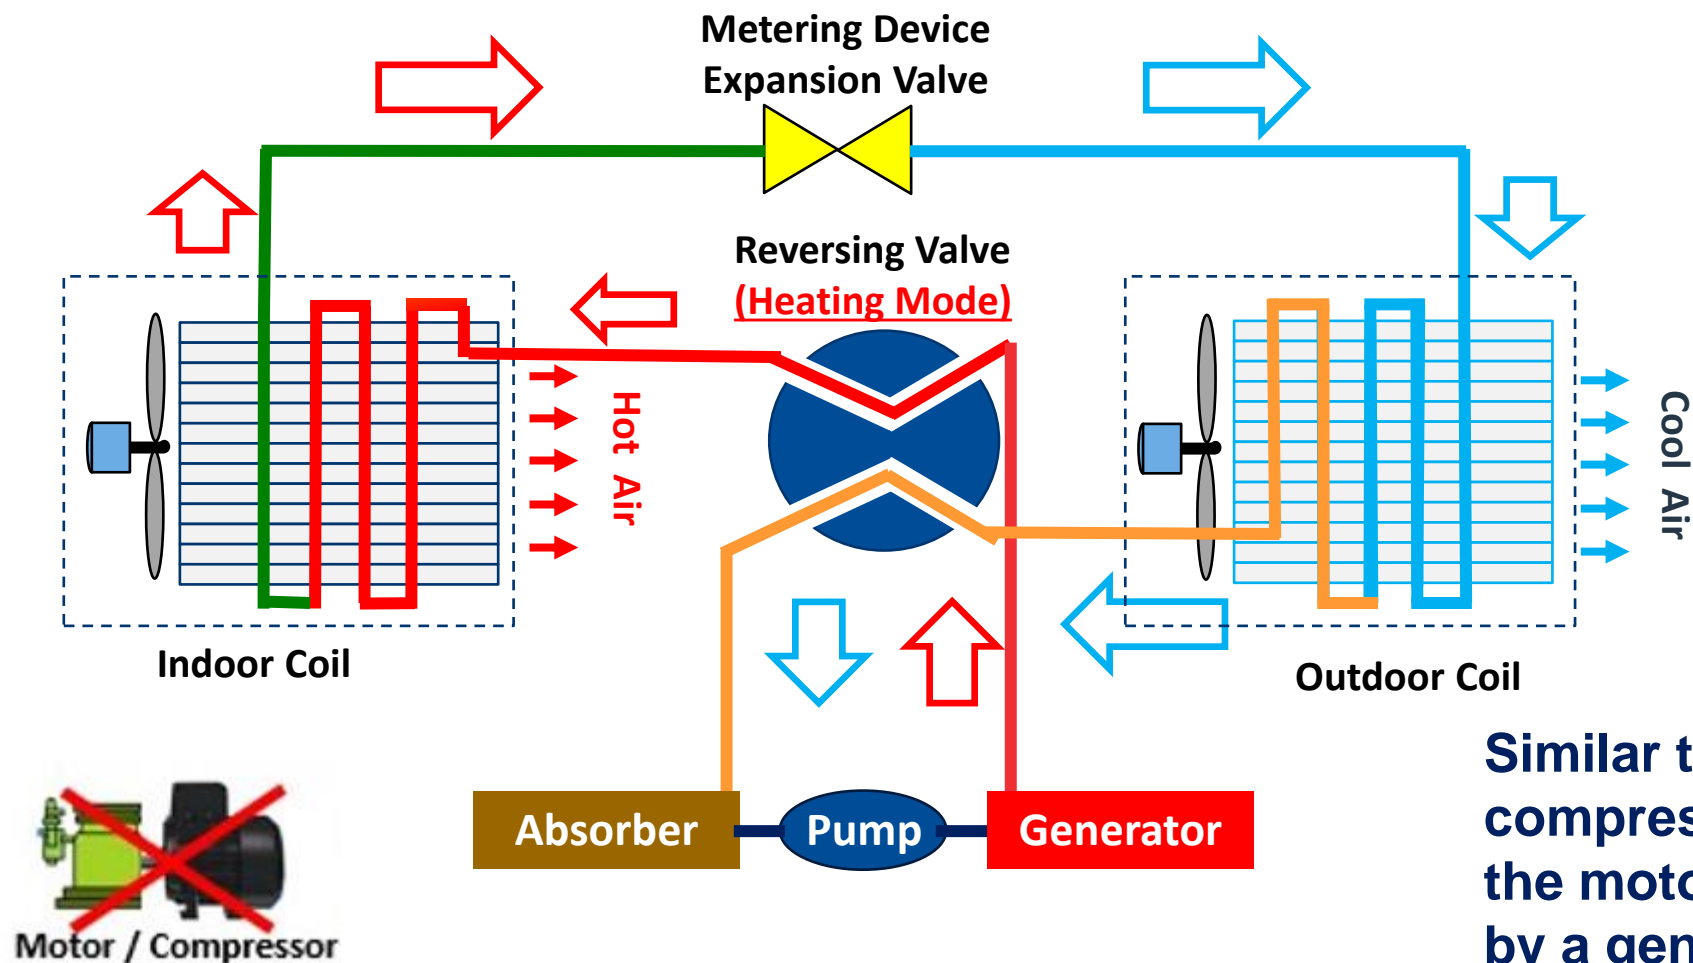 Metering Device
Expansion Valve
Reversing Valve
(Heating Mode)
Hot Air
Cool Air
Indoor Coil
Outdoor Coil
Absorber
Pump
Generator
Motor / Compressor
Similar
compres
the
by a